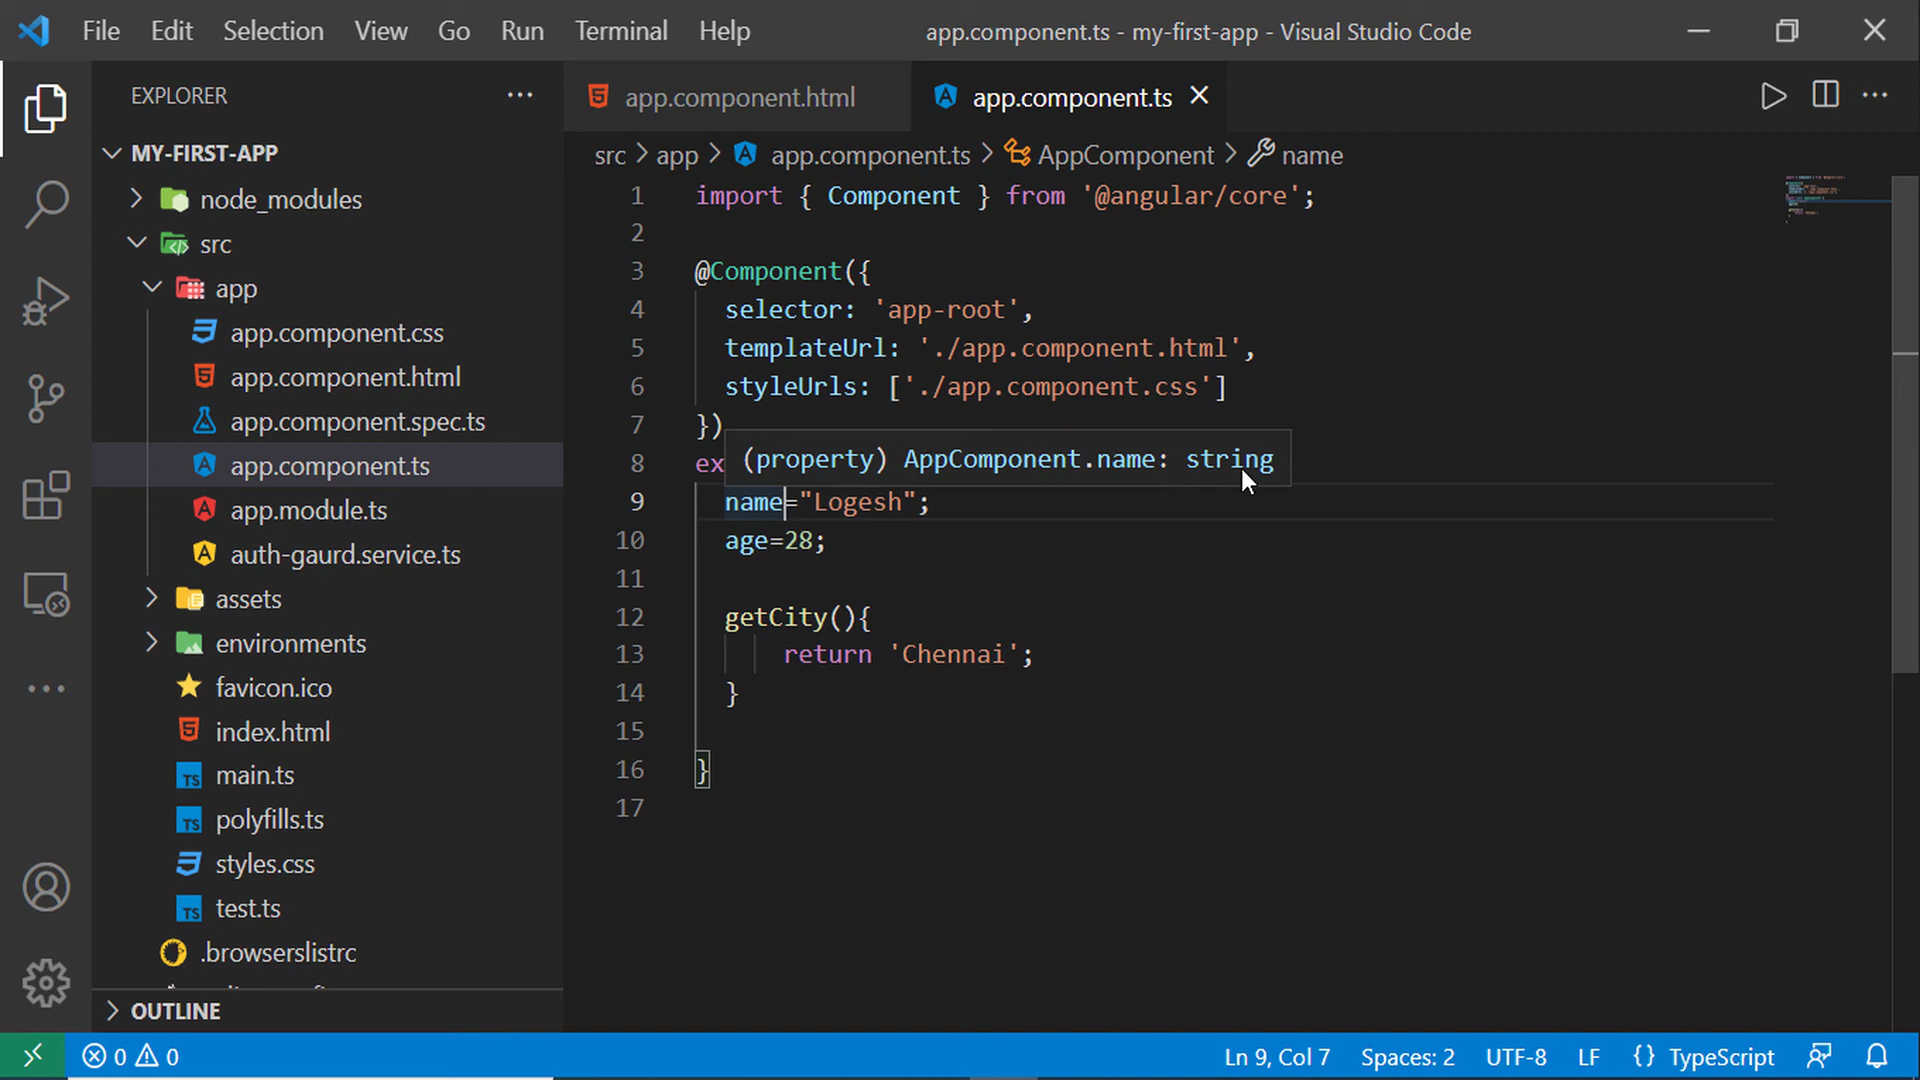 File Edit Selection View Go Run Terminal Help
app.component.ts - my-first-app - Visual Studio Code
EXPLORER
MY-FIRST-APP
node_modules
src
app
app.component.css
app.component.html
app.component.spec.ts
app.component.ts
app.module.ts
auth-gaurd.service.ts
assets
environments
favicon.ico
index.html
main.ts
polyfills.ts
styles.css
test.ts
.browserslistrc
OUTLINE
app.component.html app.component.ts
src > app > app.component.ts > AppComponent > name
1 import { Component } from '@angular/core';
2
3 @Component({
4 selector: 'app-root',
5 templateUrl: './app.component.html',
6 styleUrls: ['./app.component.css']
7 })
(property) AppComponent.name: string
8 ex
9 name="Logesh";
10 age=28;
11
12 getCity(){
13 return 'Chennai';
14 }
15
16 }
17
0 0
Ln 9, Col 7 Spaces: 2 UTF-8 LF {} TypeScript